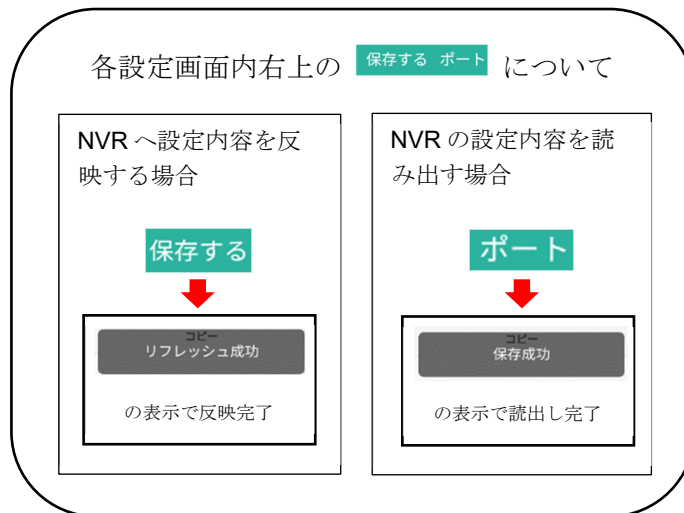 各設定画面内右上の 保存する ポート について
NVR へ設定内容を反
映する場合
保存する
コピー
リフレッシュ成功
の表示で反映完了
NVR の設定内容を読
み出す場合
ポート
コピー
保存成功
の表示で読出し完了